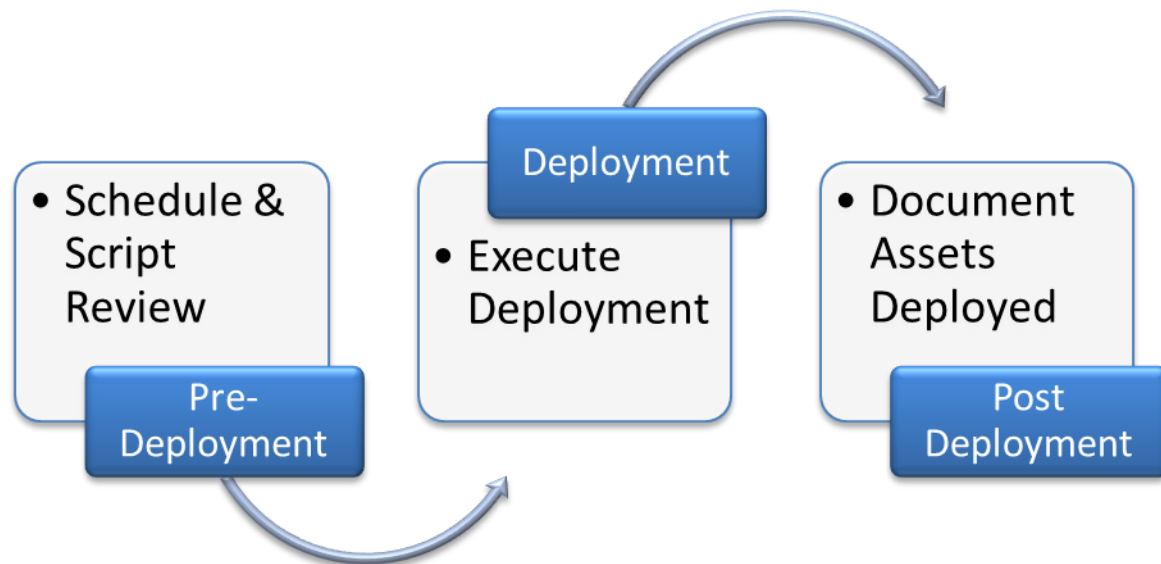 • Schedule &
Script
Review
Pre-
Deployment
Deployment
• Execute
Deployment
• Document
Assets
Deployed
Post
Deployment